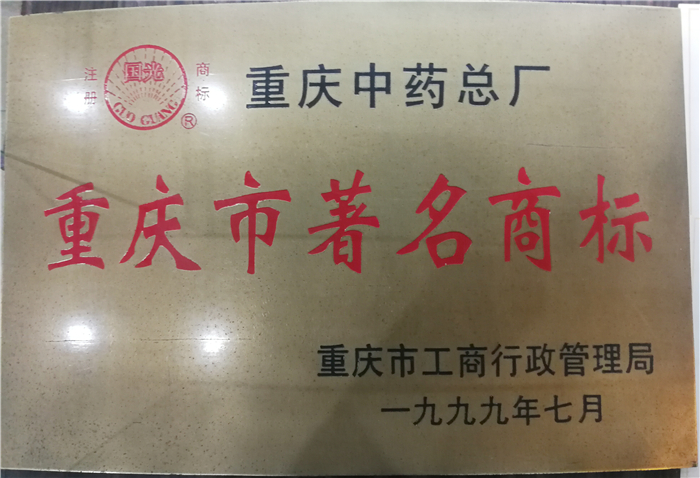 注册 商标
国光
GUO GUANG
®
重庆中药总厂
重庆市著名商标
重庆市工商行政管理局
一九九九年七月